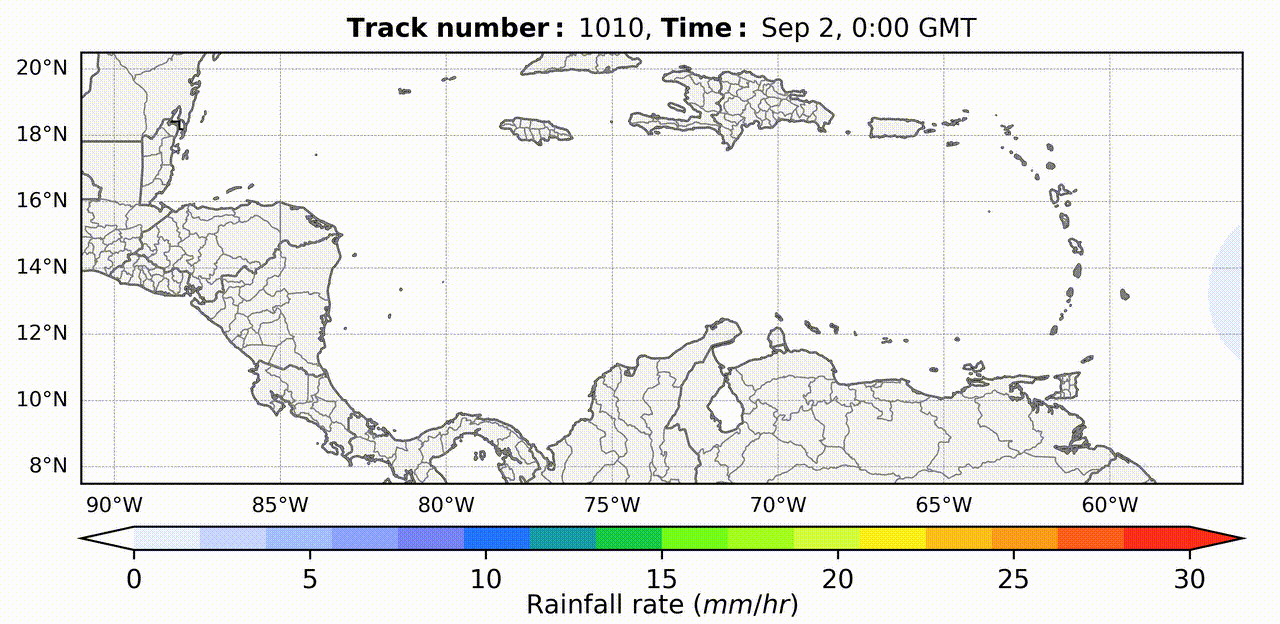 Track number: 1010, Time: Sep 2, 0:00 GMT
20°N
18°N
16°N
14°N
12°N
10°N
8°N
90°W 85°W 80°W 75°W 70°W 65°W 60°W
0 5 10 15 20 25 30
Rainfall rate (mm/hr)